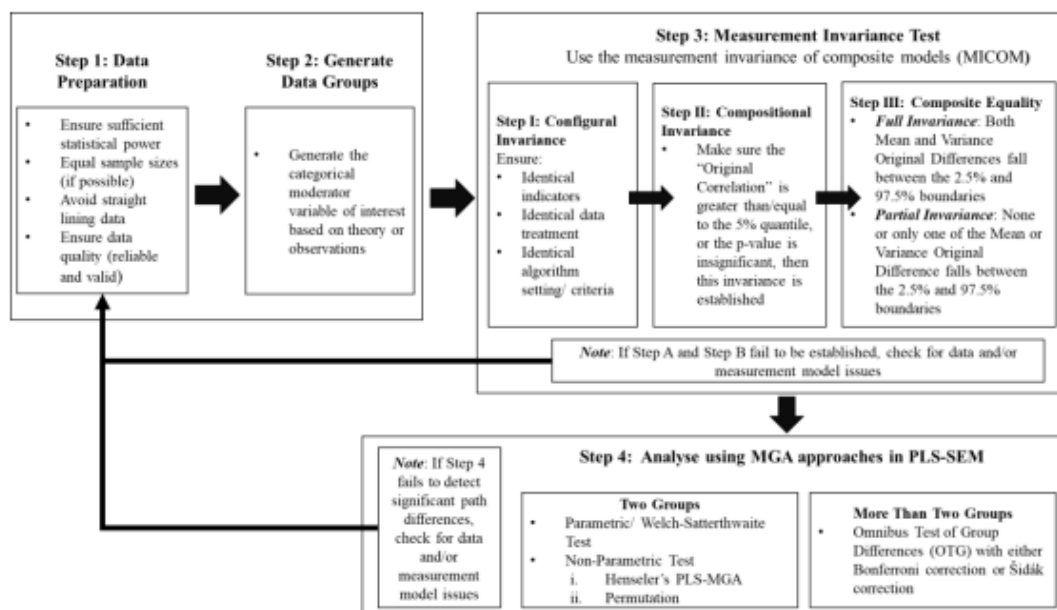 Step 1: Data
Preparation
• Ensure sufficient
statistical power
• Equal sample sizes
(if possible)
• Avoid straight
lining data
• Ensure data
quality (reliable
and valid)
Step 2: Generate
Data Groups
• Generate the
categorical
moderator
variable of interest
based on theory or
observations
Step 3: Measurement Invariance Test
Use the measurement invariance of composite models (MICOM)
Step I: Configural
Invariance
Ensure:
• Identical
indicators
• Identical data
treatment
• Identical
algorithm
setting/ criteria
Step II: Compositional
Invariance
• Make sure the
“Original
Correlation” is
greater than/equal
to the 5% quantile,
or the p-value is
insignificant, then
this invariance is
established
Step III: Composite Equality
• Full Invariance: Both
Mean and Variance
Original Differences fall
between the 2.5% and
97.5% boundaries
• Partial Invariance: None
or only one of the Mean or
Variance Original
Difference falls between
the 2.5% and 97.5%
boundaries
Note: If Step A and Step B fail to be established, check for data and/or
measurement model issues
Step 4: Analyse using MGA approaches in PLS-SEM
Note: If Step 4
fails to detect
significant path
differences,
check for data
and/or
measurement
model issues
Two Groups
• Parametric/ Welch-Satterthwaite
Test
• Non-Parametric Test
i. Henseler's PLS-MGA
ii. Permutation
More Than Two Groups
• Omnibus Test of Group
Differences (OTG) with either
Bonferroni correction or Šidák
correction